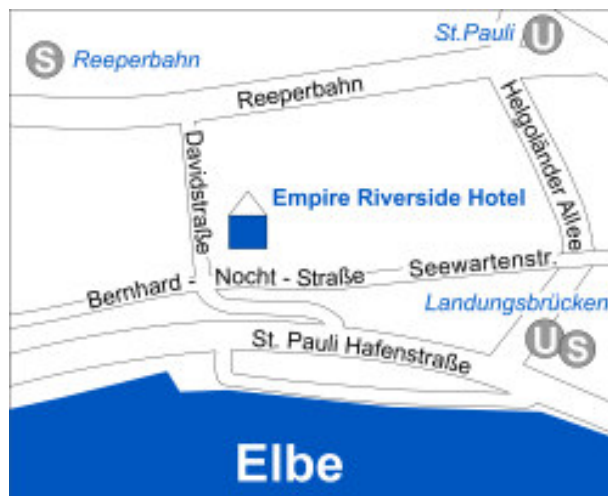 St.Pauli U
S Reeperbahn
Reeperbahn
Helgoländer Allee
Davidstraße
Empire Riverside Hotel
Bernhard - Nocht - Straße Seewartenstr.
Landungsbrücken
U S
St. Pauli Hafenstraße
Elbe